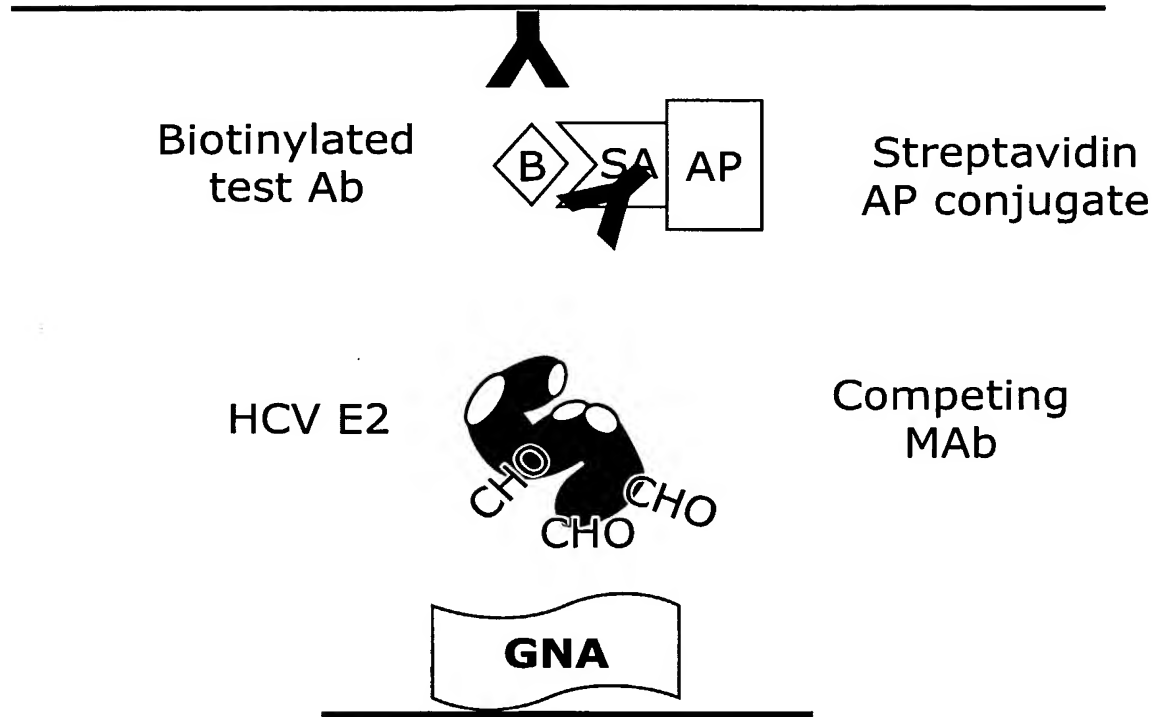 Biotinylated
test Ab
B
SA
AP
Streptavidin
AP conjugate
HCV E2
Competing
MAb
CHO
CHO
CHO
GNA